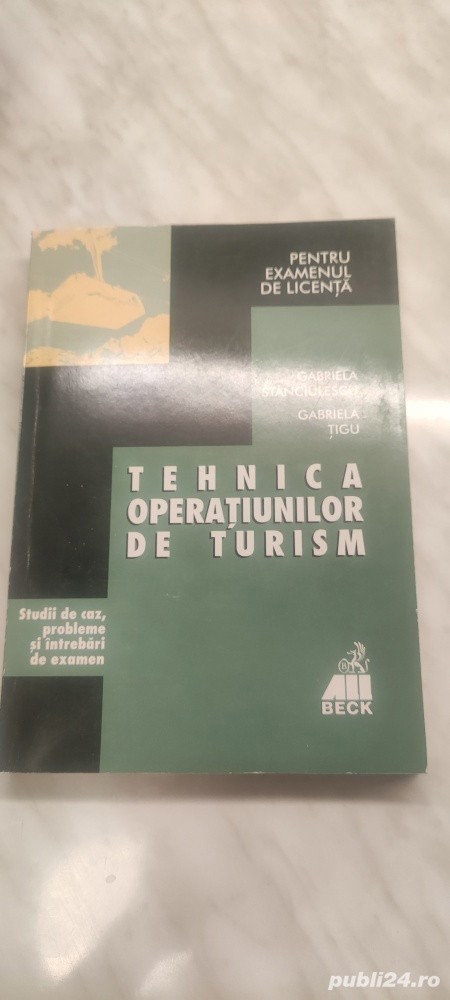 PENTRU
EXAMENUL
DE LICENȚĂ
GABRIELA
STĂNCIULESCU
GABRIELA
ȚIGU
TEHNICA
OPERAȚIUNILOR
DE TURISM
Studii de caz,
probleme
și întrebări
de examen
B
ALL
BECK
publi24.ro